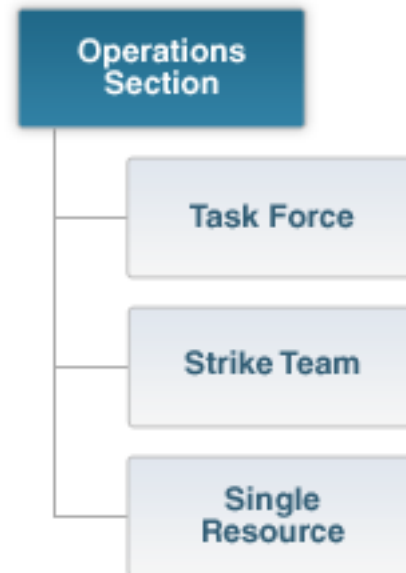 Operations
Section
Task Force
Strike Team
Single
Resource